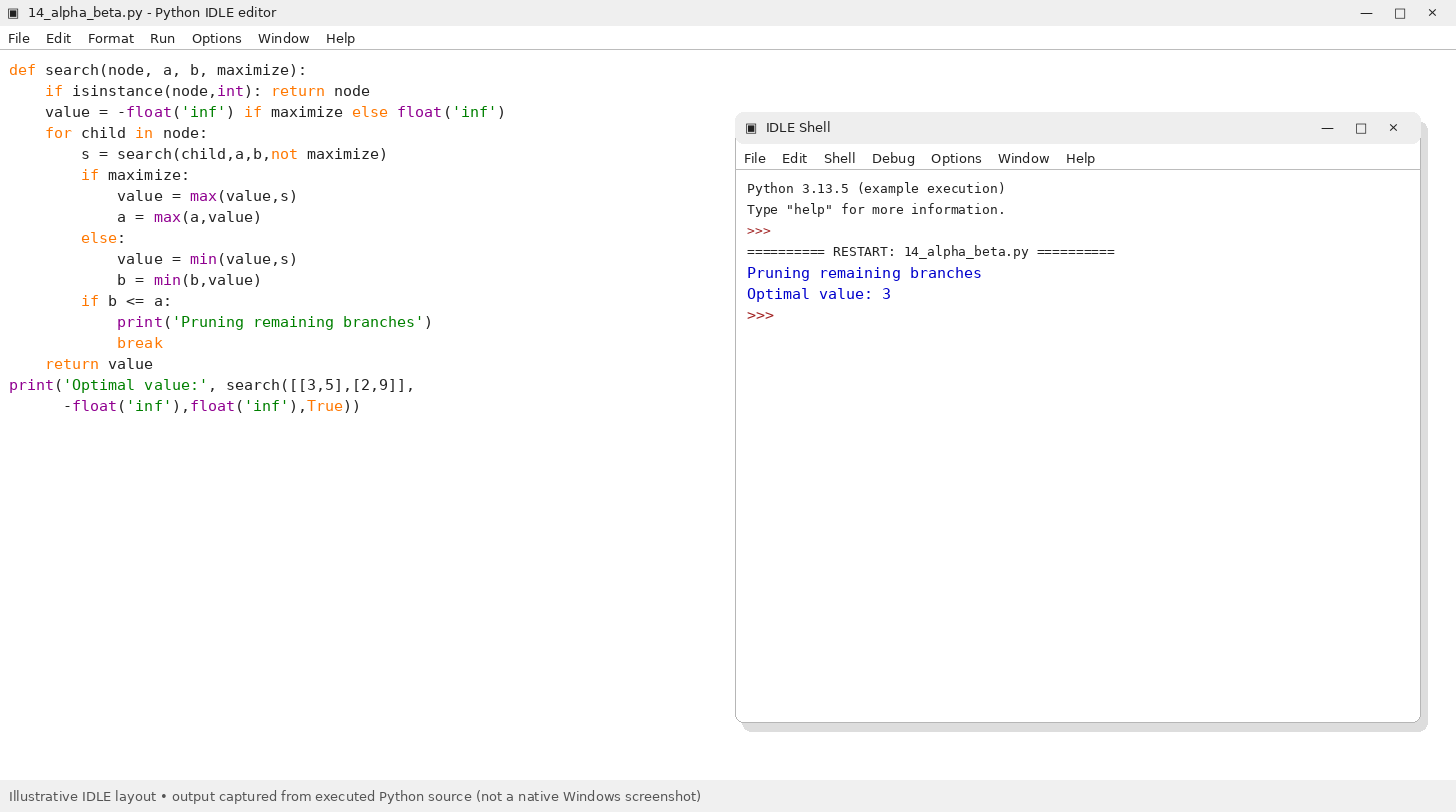 14_alpha_beta.py - Python IDLE editor
File Edit Format Run Options Window Help
def search(node, a, b, maximize):
    if isinstance(node,int): return node
    value = -float('inf') if maximize else float('inf')
    for child in node:
        s = search(child,a,b,not maximize)
        if maximize:
            value = max(value,s)
            a = max(a,value)
        else:
            value = min(value,s)
            b = min(b,value)
        if b <= a:
            print('Pruning remaining branches')
            break
    return value
print('Optimal value:', search([[3,5],[2,9]],
      -float('inf'),float('inf'),True))
IDLE Shell
File Edit Shell Debug Options Window Help
Python 3.13.5 (example execution)
Type "help" for more information.
>>>
========== RESTART: 14_alpha_beta.py ==========
Pruning remaining branches
Optimal value: 3
>>>
Illustrative IDLE layout • output captured from executed Python source (not a native Windows screenshot)